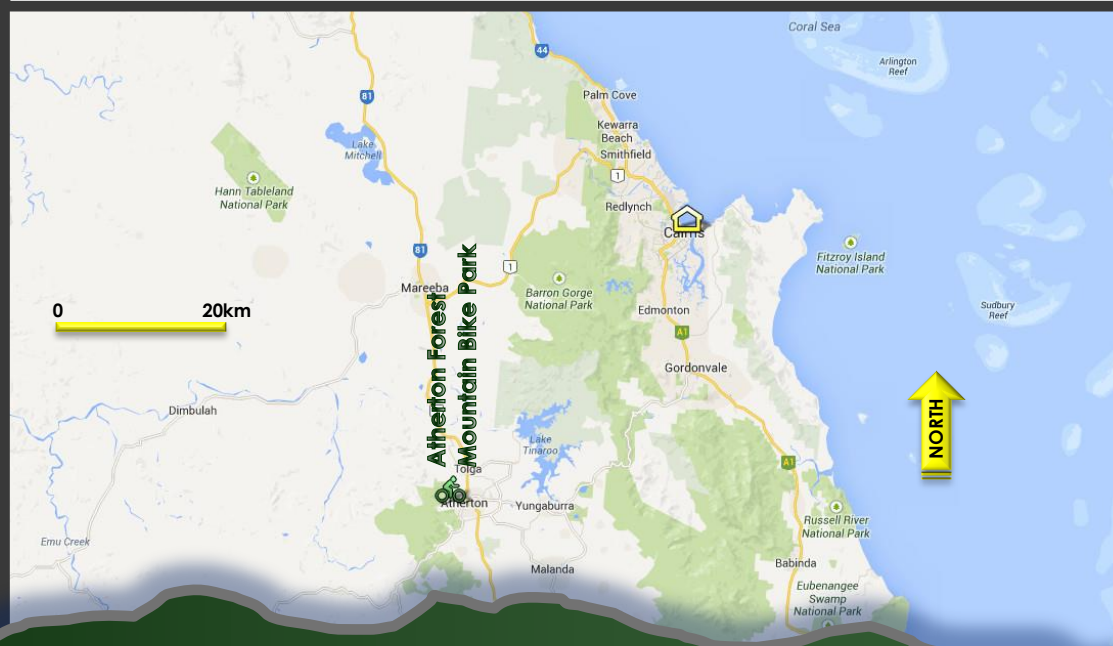 Coral Sea
44
Arlington
Reef
81
Palm Cove
Kewarra
Beach
Lake
Mitchell
Smithfield
1
Hann Tableland
National Park
Redlynch
Cairns
81
1
Fitzroy Island
National Park
Mareeba
Barron Gorge
National Park
0 20km
Edmonton
Sudbury
Reef
A1
Atherton Forest
Mountain Bike Park
Gordonvale
Dimbulah
NORTH
Lake
Tinaroo
Tolga
A1
Atherton
Yungaburra
Russell River
National Park
Emu Creek
Malanda
Babinda
Eubenangee
Swamp
National Park